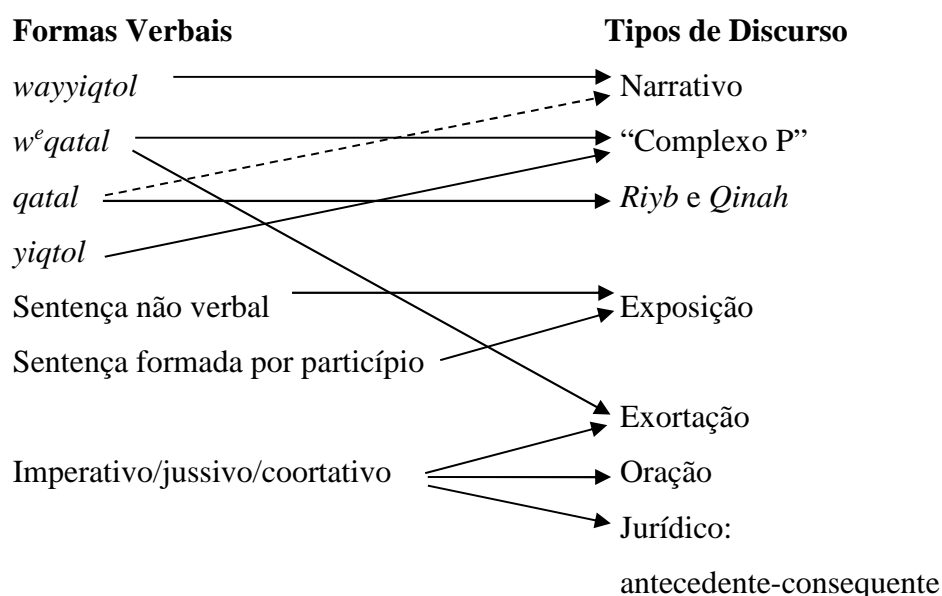 Formas Verbais Tipos de Discurso
wayyiqtol Narrativo
wᵉqatal “Complexo P”
qatal Riyb e Qinah
yiqtol
Sentença não verbal Exposição
Sentença formada por particípio
Exortação
Imperativo/jussivo/coortativo Oração
Jurídico:
antecedente-consequente